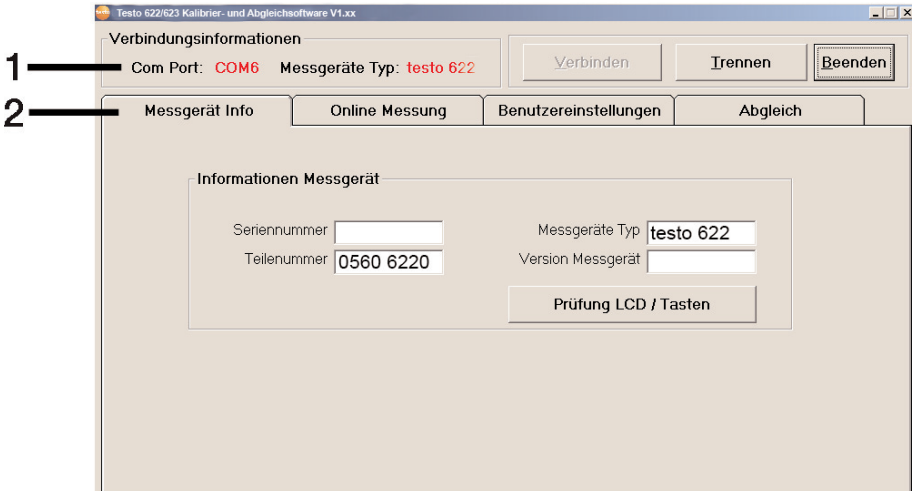 Testo 622/623 Kalibrier- und Abgleichsoftware V1.xx
Verbindungsinformationen
1 Com Port: COM6 Messgeräte Typ: testo 622 Verbinden Trennen Beenden
2 Messgerät Info Online Messung Benutzereinstellungen Abgleich
Informationen Messgerät
Seriennummer Messgeräte Typ testo 622
Teilenummer 0560 6220 Version Messgerät
Prüfung LCD / Tasten